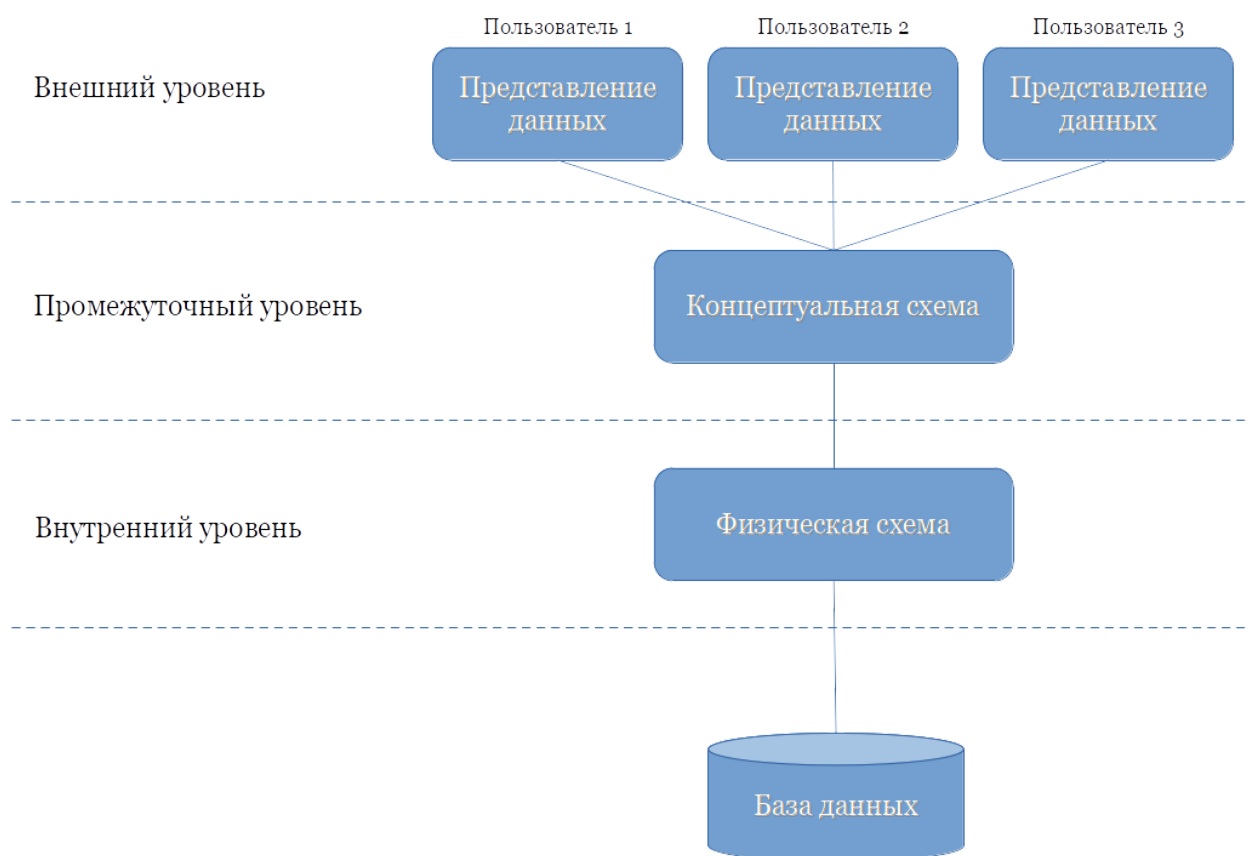 Пользователь 1
Пользователь 2
Пользователь 3
Внешний уровень
Представление
данных
Представление
данных
Представление
данных
Промежуточный уровень
Концептуальная схема
Внутренний уровень
Физическая схема
База данных